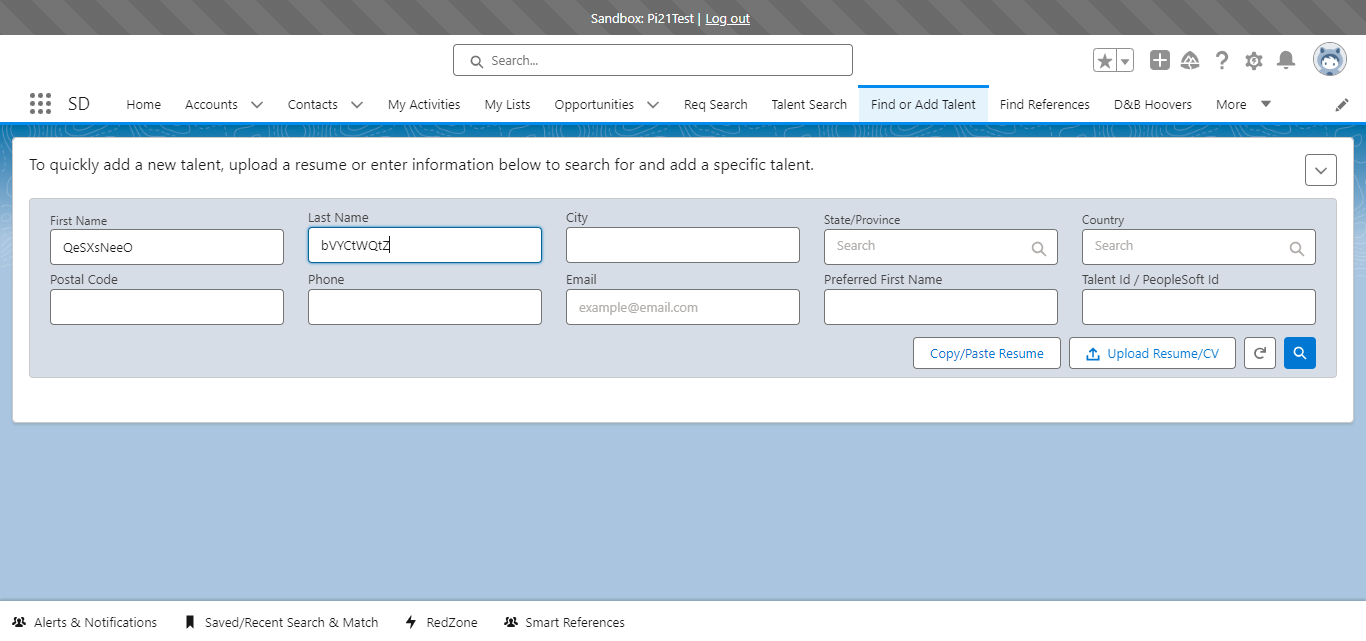 Sandbox: Pi21Test | Log out
Search...
SD Home Accounts Contacts My Activities My Lists Opportunities Req Search Talent Search Find or Add Talent Find References D&B Hoovers More
To quickly add a new talent, upload a resume or enter information below to search for and add a specific talent.
First Name Last Name City State/Province Country
QeSXsNeeO bVYCtWQtZ Search Search
Postal Code Phone Email Preferred First Name Talent Id / PeopleSoft Id
example@email.com
Copy/Paste Resume Upload Resume/CV
Alerts & Notifications Saved/Recent Search & Match RedZone Smart References